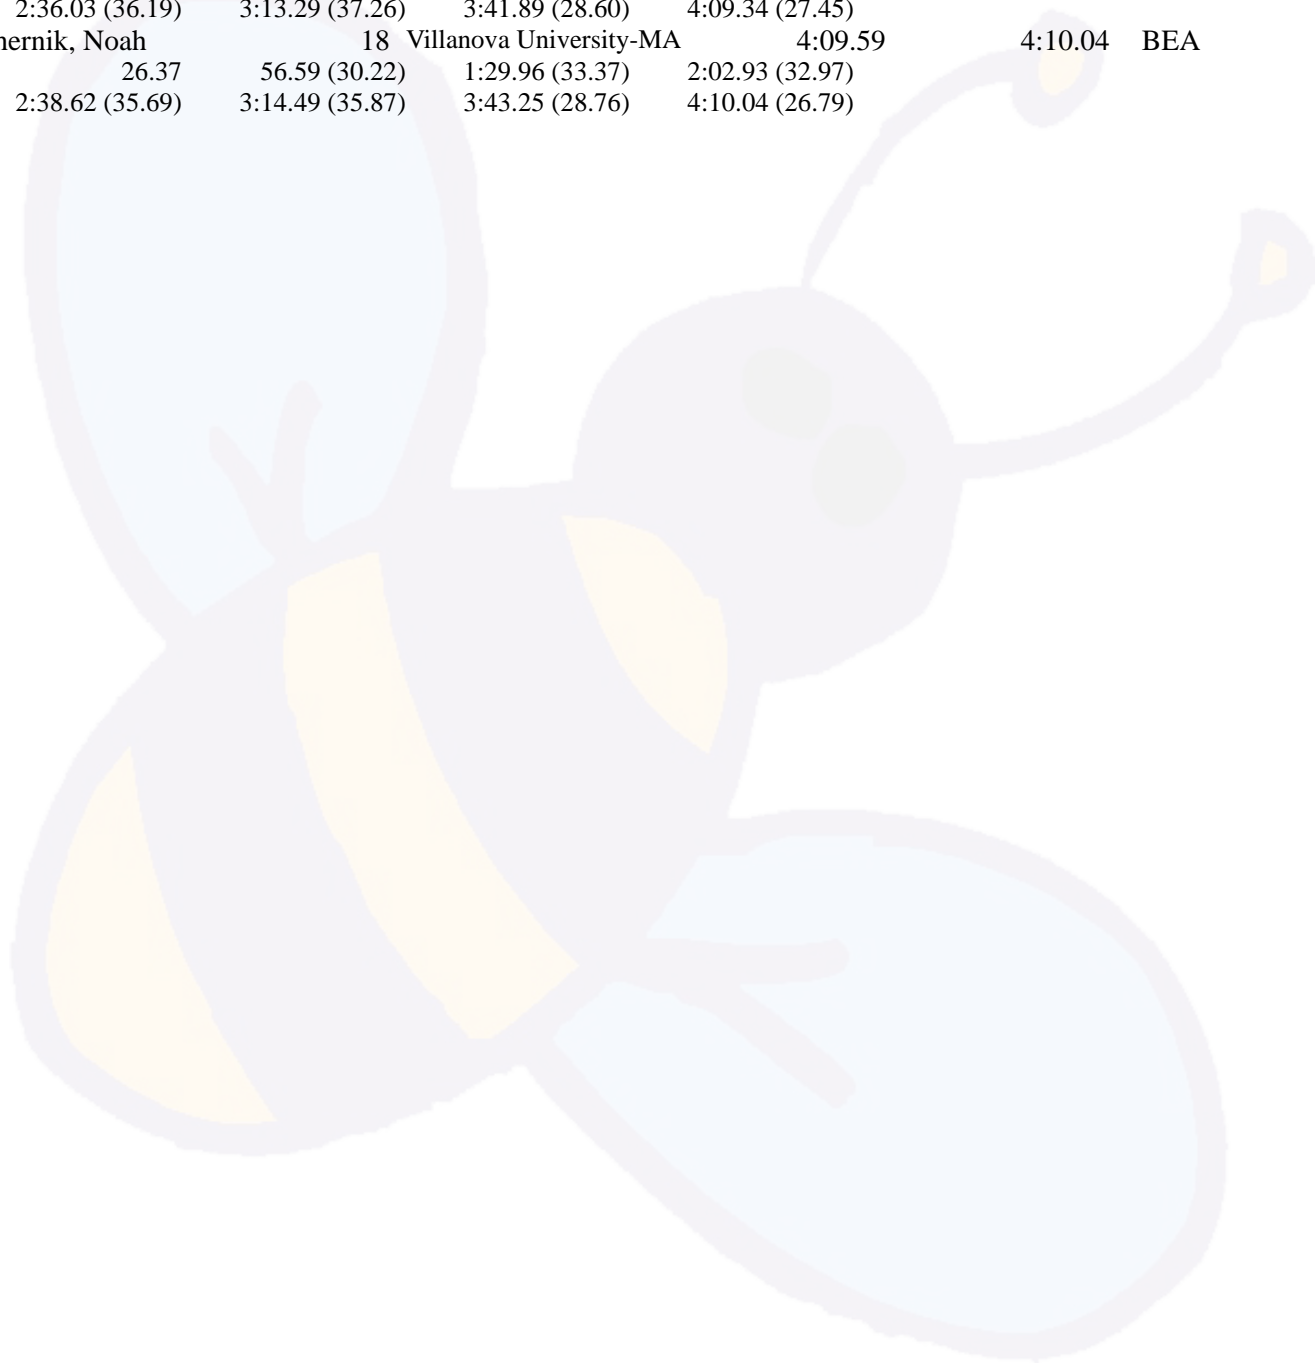 2:36.03 (36.19) 3:13.29 (37.26) 3:41.89 (28.60) 4:09.34 (27.45)
Noah 18 Villanova University-MA 4:09.59 4:10.04 BEA
26.37 56.59 (30.22) 1:29.96 (33.37) 2:02.93 (32.97)
2:38.62 (35.69) 3:14.49 (35.87) 3:43.25 (28.76) 4:10.04 (26.79)